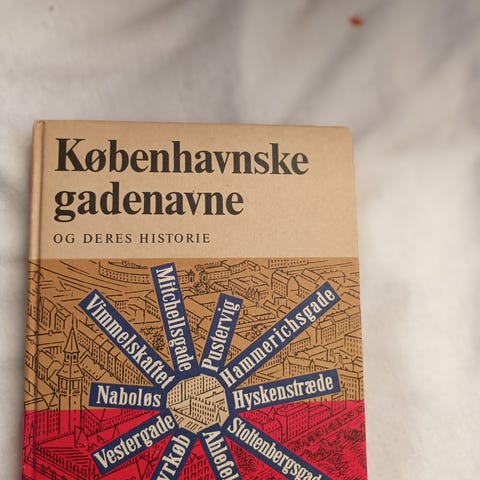 Københavnske
gadenavne
OG DERES HISTORIE
Mitchellsgade
Pustervig
Vimmelskaftet
Hammerichsgade
Naboløs
Hyskenstræde
Vestergade
Stoltenbergsgade